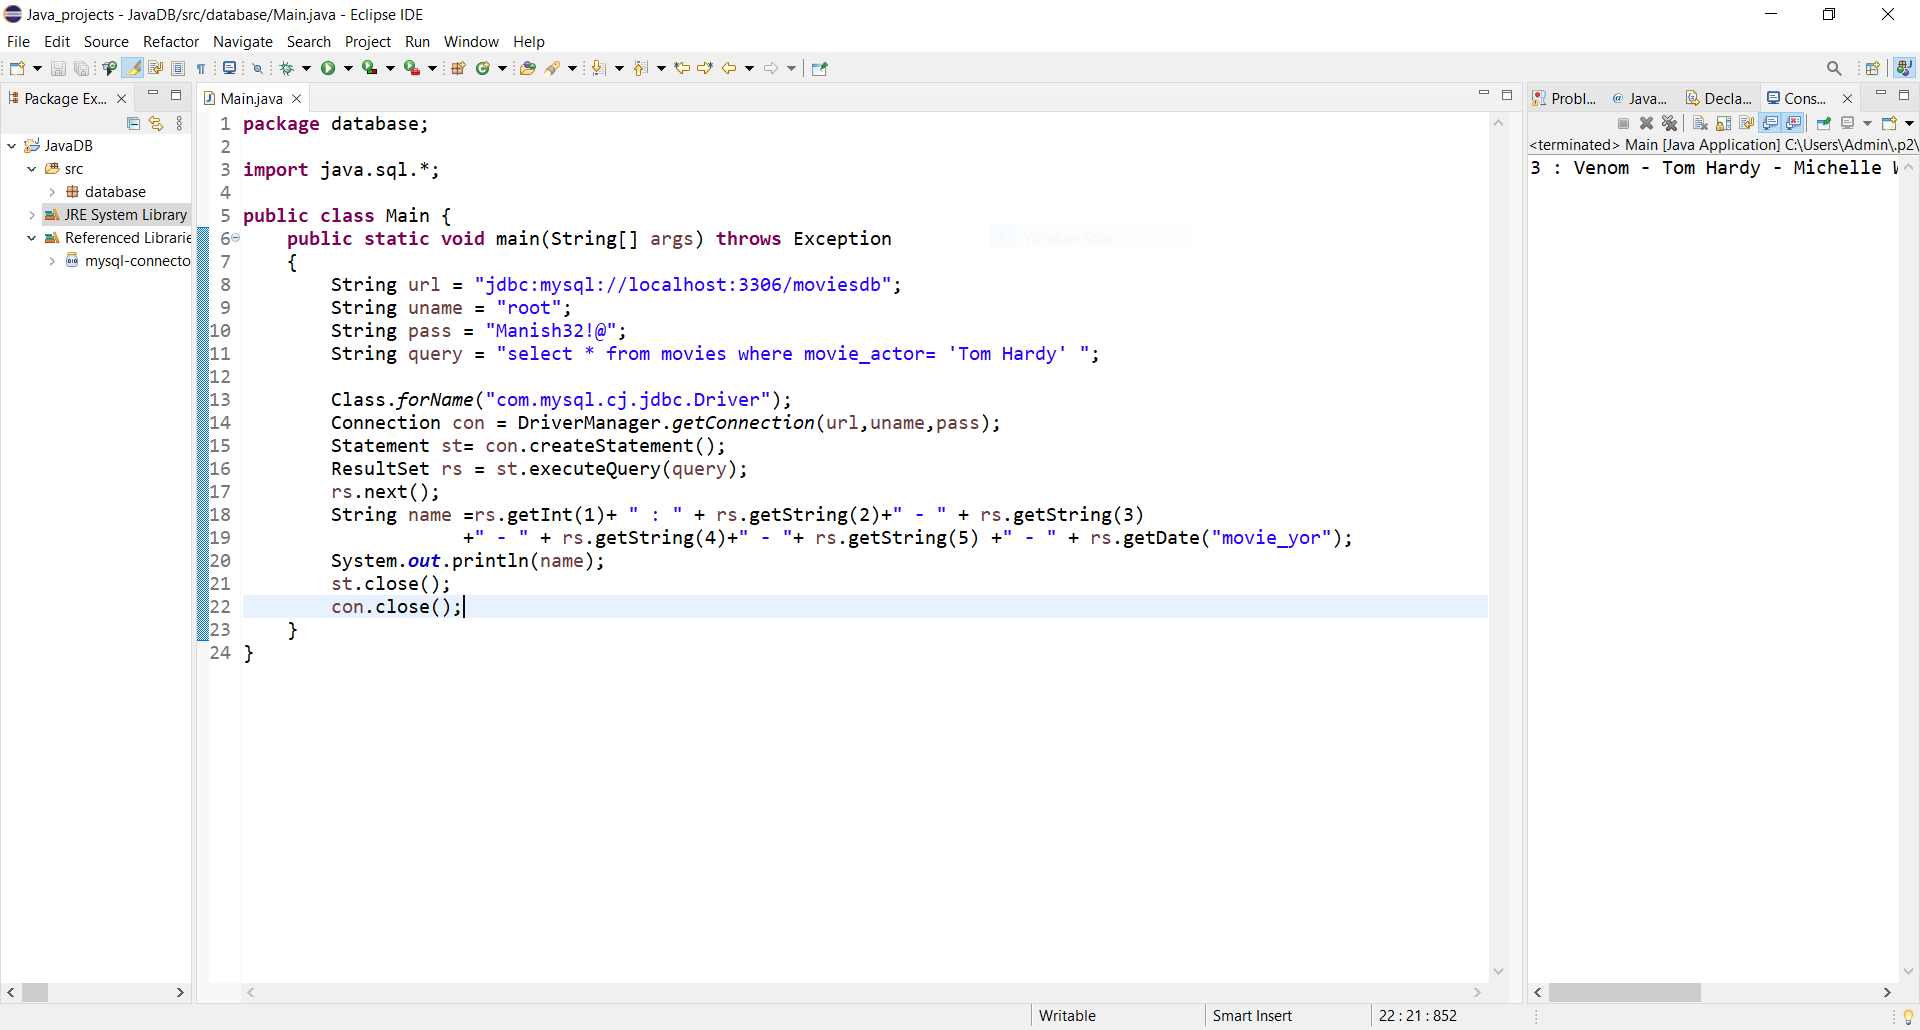 Java_projects - JavaDB/src/database/Main.java - Eclipse IDE
File Edit Source Refactor Navigate Search Project Run Window Help
Package Ex...
JavaDB
src
database
JRE System Library
Referenced Librarie
mysql-connecto
Main.java
1 package database;
2
3 import java.sql.*;
4
5 public class Main {
6 public static void main(String[] args) throws Exception
7 {
8 String url = "jdbc:mysql://localhost:3306/moviesdb";
9 String uname = "root";
10 String pass = "Manish32!@";
11 String query = "select * from movies where movie_actor= 'Tom Hardy' ";
12
13 Class.forName("com.mysql.cj.jdbc.Driver");
14 Connection con = DriverManager.getConnection(url,uname,pass);
15 Statement st= con.createStatement();
16 ResultSet rs = st.executeQuery(query);
17 rs.next();
18 String name =rs.getInt(1)+ " : " + rs.getString(2)+" - " + rs.getString(3)
19 +" - " + rs.getString(4)+" - "+ rs.getString(5) +" - " + rs.getDate("movie_yor");
20 System.out.println(name);
21 st.close();
22 con.close();
23 }
24 }
Window Snip
Probl... Java... Decla... Cons...
<terminated> Main [Java Application] C:\Users\Admin\.p2\
3 : Venom - Tom Hardy - Michelle W
Writable Smart Insert 22 : 21 : 852